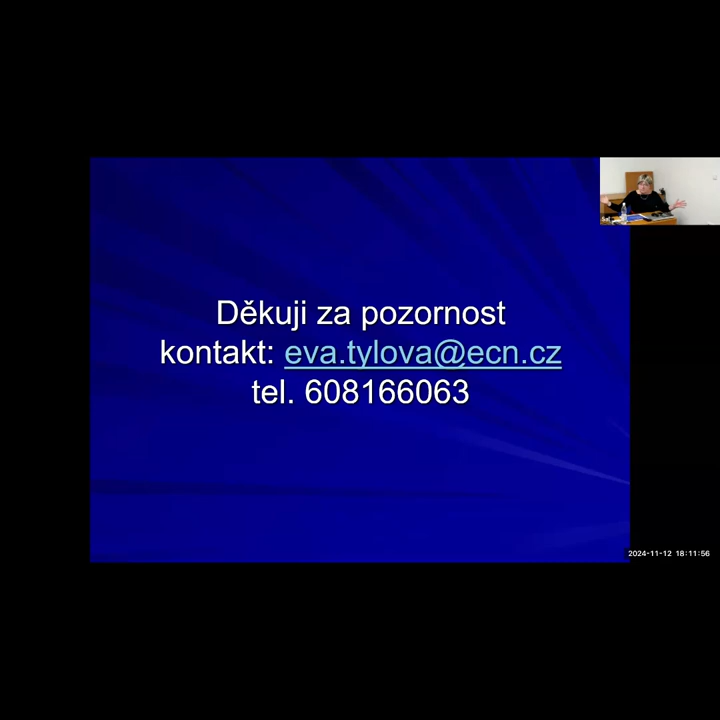 Děkuji za pozornost
kontakt: eva.tylova@ecn.cz
tel. 608166063
2024-11-12 18:11:56